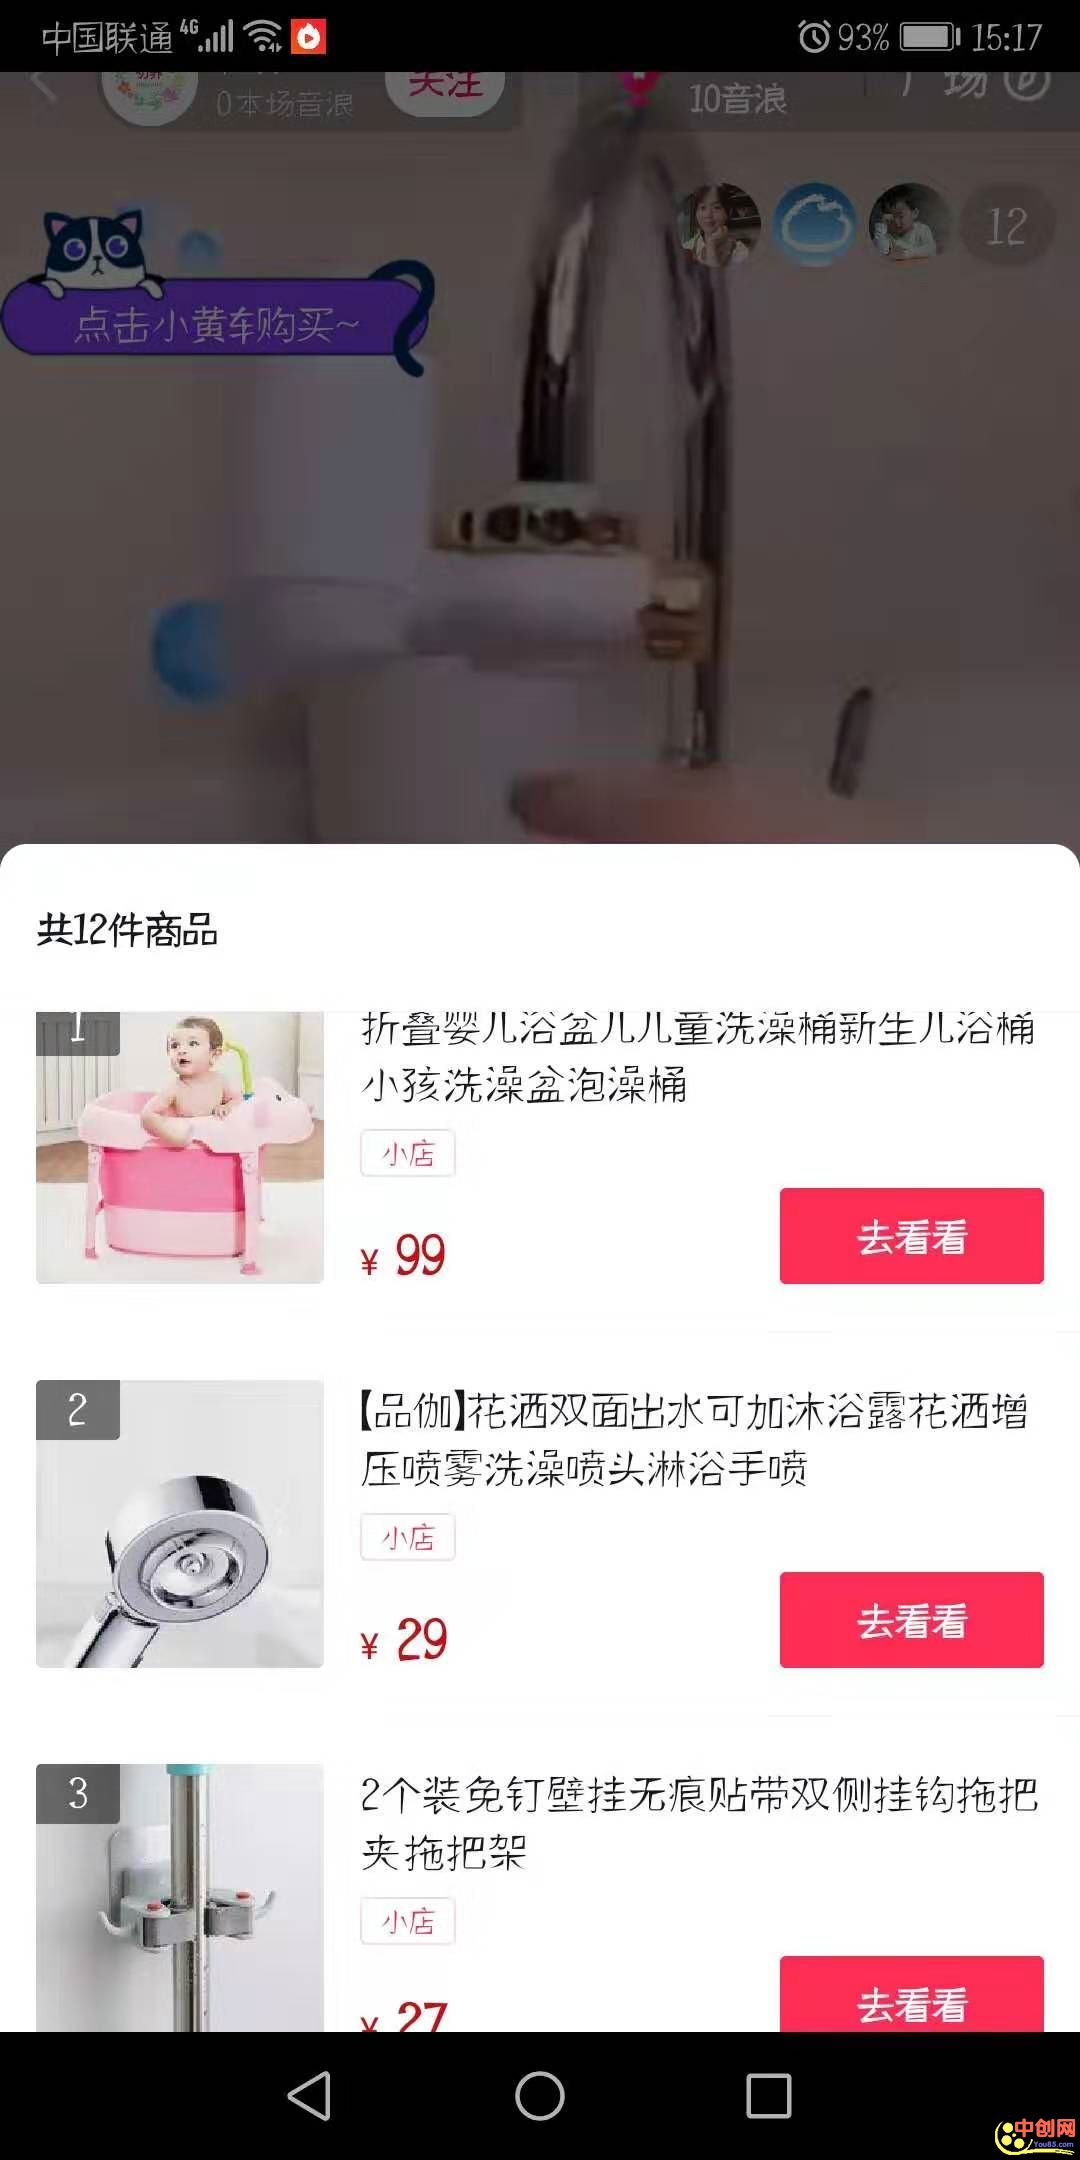 中国联通 4G 93% 15:17
0本场音浪
关注
10音浪
广场
12
点击小黄车购买~
共12件商品
1
折叠婴儿浴盆儿儿童洗澡桶新生儿浴桶
小孩洗澡盆泡澡桶
小店
¥ 99
去看看
2
【品伽】花洒双面出水可加沐浴露花洒增
压喷雾洗澡喷头淋浴手喷
小店
¥ 29
去看看
3
2个装免钉壁挂无痕贴带双侧挂钩拖把
夹拖把架
小店
¥ 27
去看看
中创网
You85.com